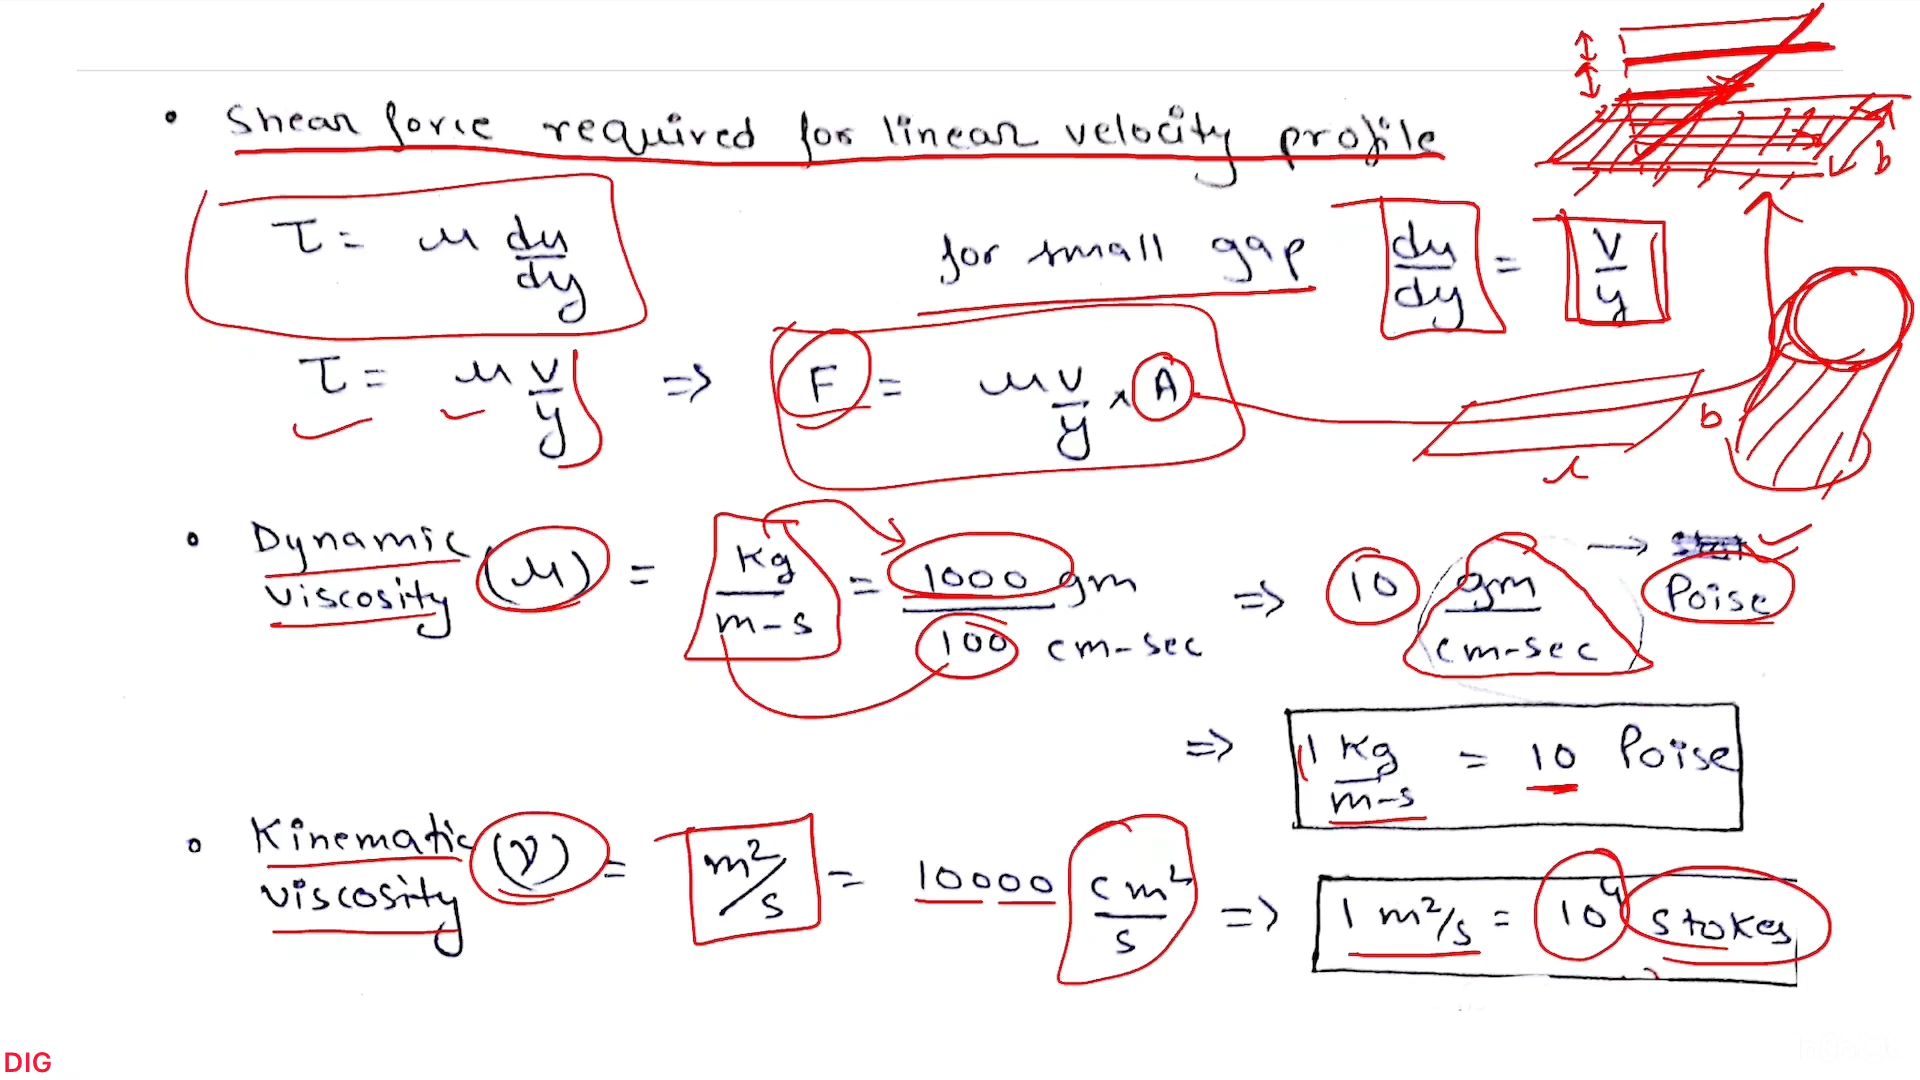 • Shear force required for linear velocity profile
τ = μ du/dy for small gap du/dy = V/y
τ = μ V/y ⇒ F = μ V/y × A
b
b
l
• Dynamic viscosity (μ) = Kg/m-s = 1000 gm/100 cm-sec ⇒ 10 gm/cm-sec → Poise
⇒ 1 Kg/m-s = 10 Poise
• Kinematic viscosity (ν) = m²/s = 10000 cm²/s ⇒ 1 m²/s = 10⁴ stokes
DIG